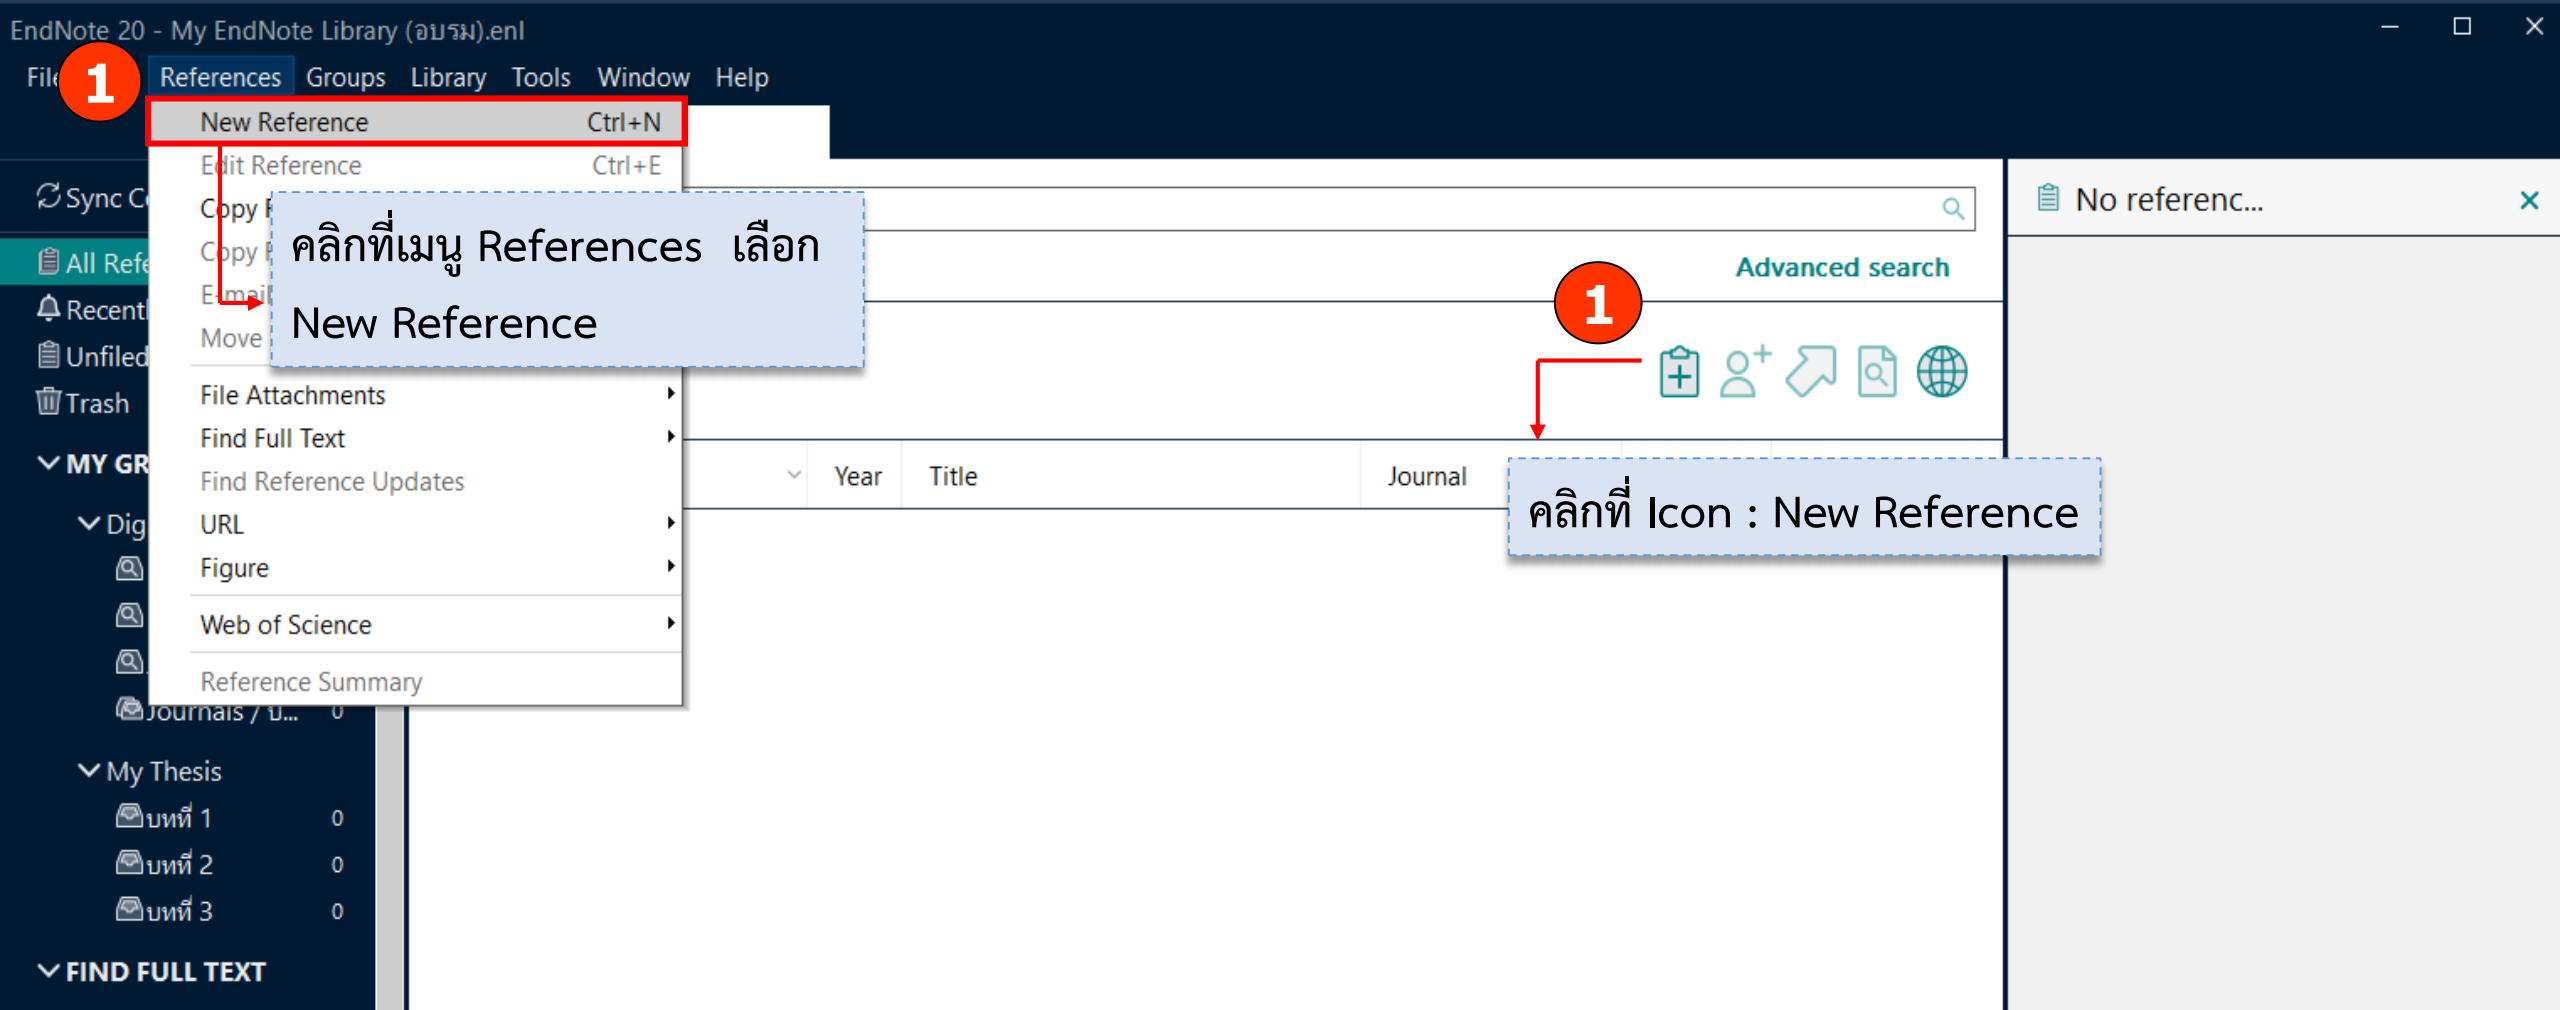 EndNote 20 - My EndNote Library (อบรม).enl
1
References Groups Library Tools Window Help
New Reference Ctrl+N
Edit Reference Ctrl+E
Copy
Copy
E-mail
Move
File Attachments
Find Full Text
Find Reference Updates
URL
Figure
Web of Science
Reference Summary
คลิกที่เมนู References เลือก
New Reference
Sync
All
Unfiled
Trash
MY
Journals /
My Thesis
บทที่ 1 0
บทที่ 2 0
บทที่ 3 0
FIND FULL TEXT
Advanced search
1
Year Title Journal
คลิกที่ Icon : New Reference
No referenc...